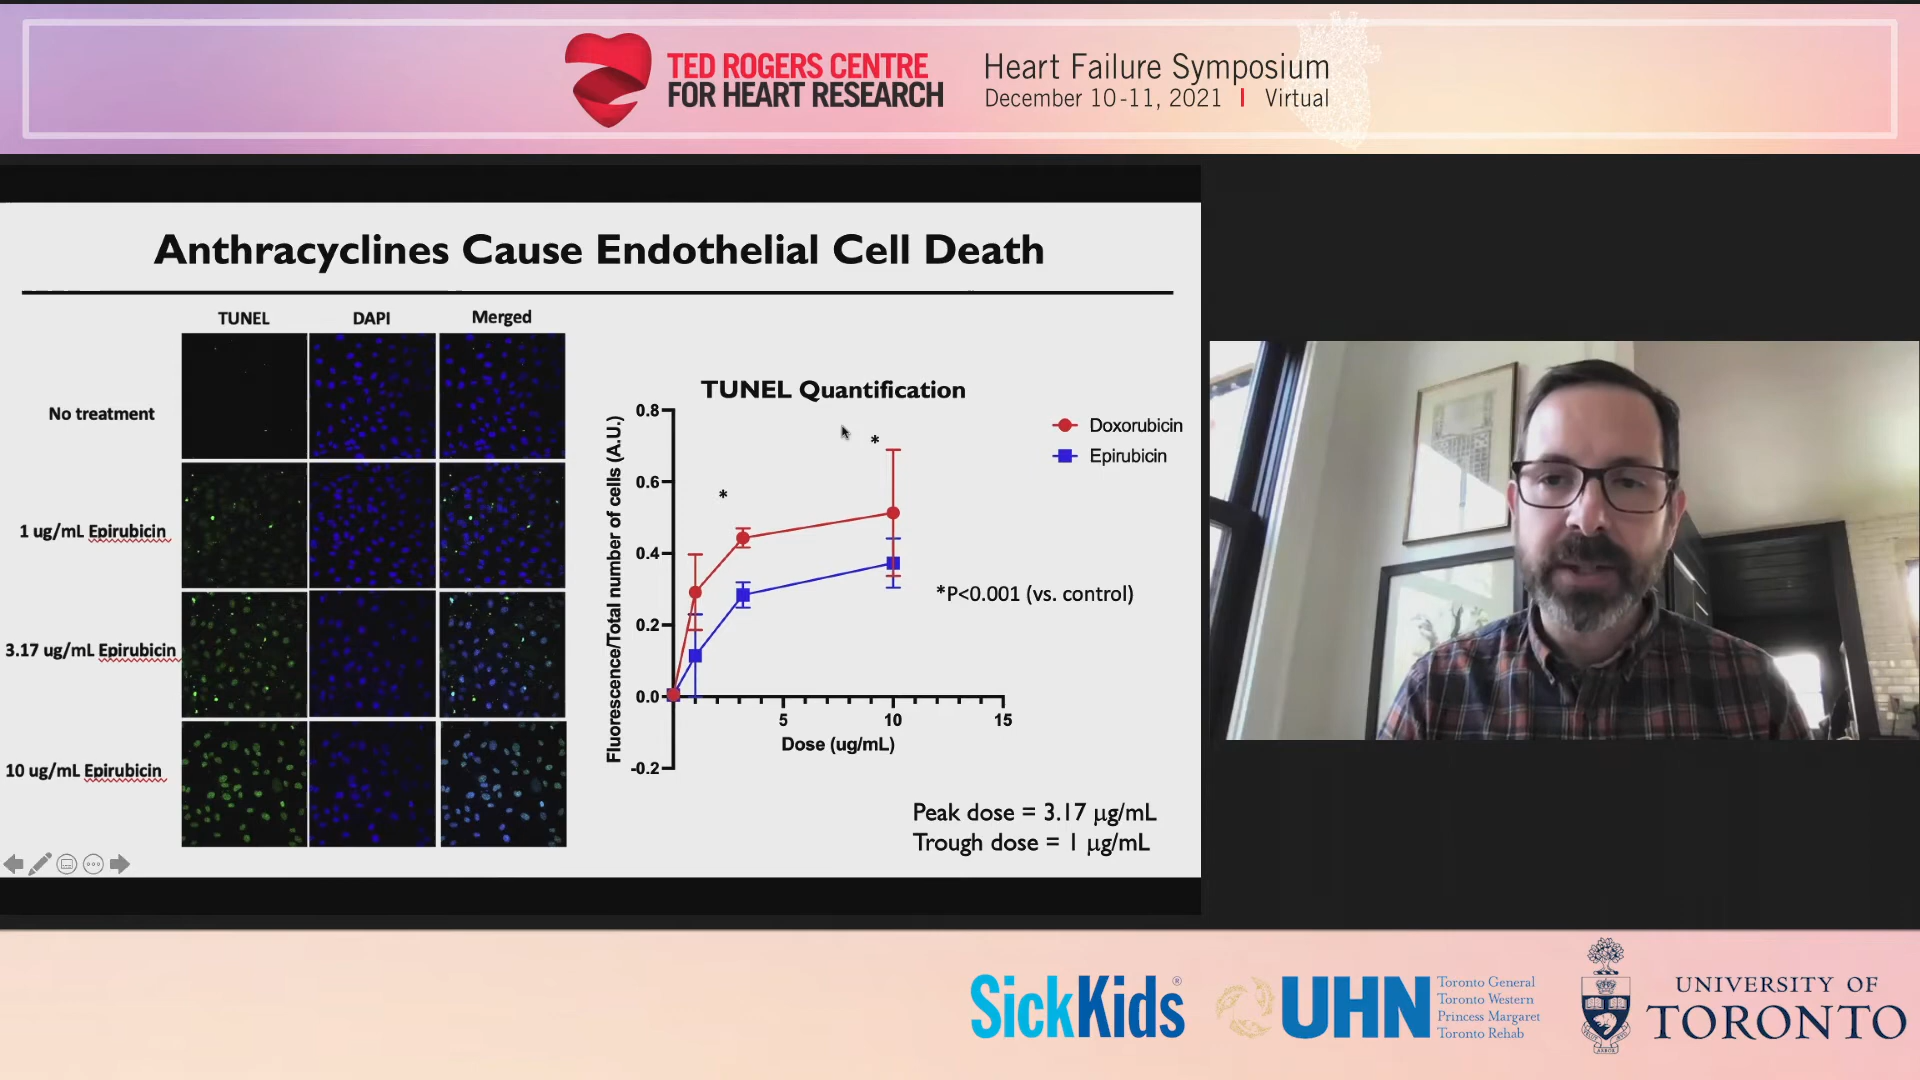 TED ROGERS CENTRE
FOR HEART RESEARCH
Heart Failure Symposium
December 10-11, 2021 | Virtual
Anthracyclines Cause Endothelial Cell Death
TUNEL DAPI Merged
No treatment
1 ug/mL Epirubicin
3.17 ug/mL Epirubicin
10 ug/mL Epirubicin
TUNEL Quantification
Fluorescence/Total number of cells (A.U.)
0.8
0.6
0.4
0.2
0.0
-0.2
5 10 15
Dose (ug/mL)
* *
Doxorubicin
Epirubicin
*P<0.001 (vs. control)
Peak dose = 3.17 µg/mL
Trough dose = 1 µg/mL
SickKids®
UHN
Toronto General
Toronto Western
Princess Margaret
Toronto Rehab
UNIVERSITY OF
TORONTO